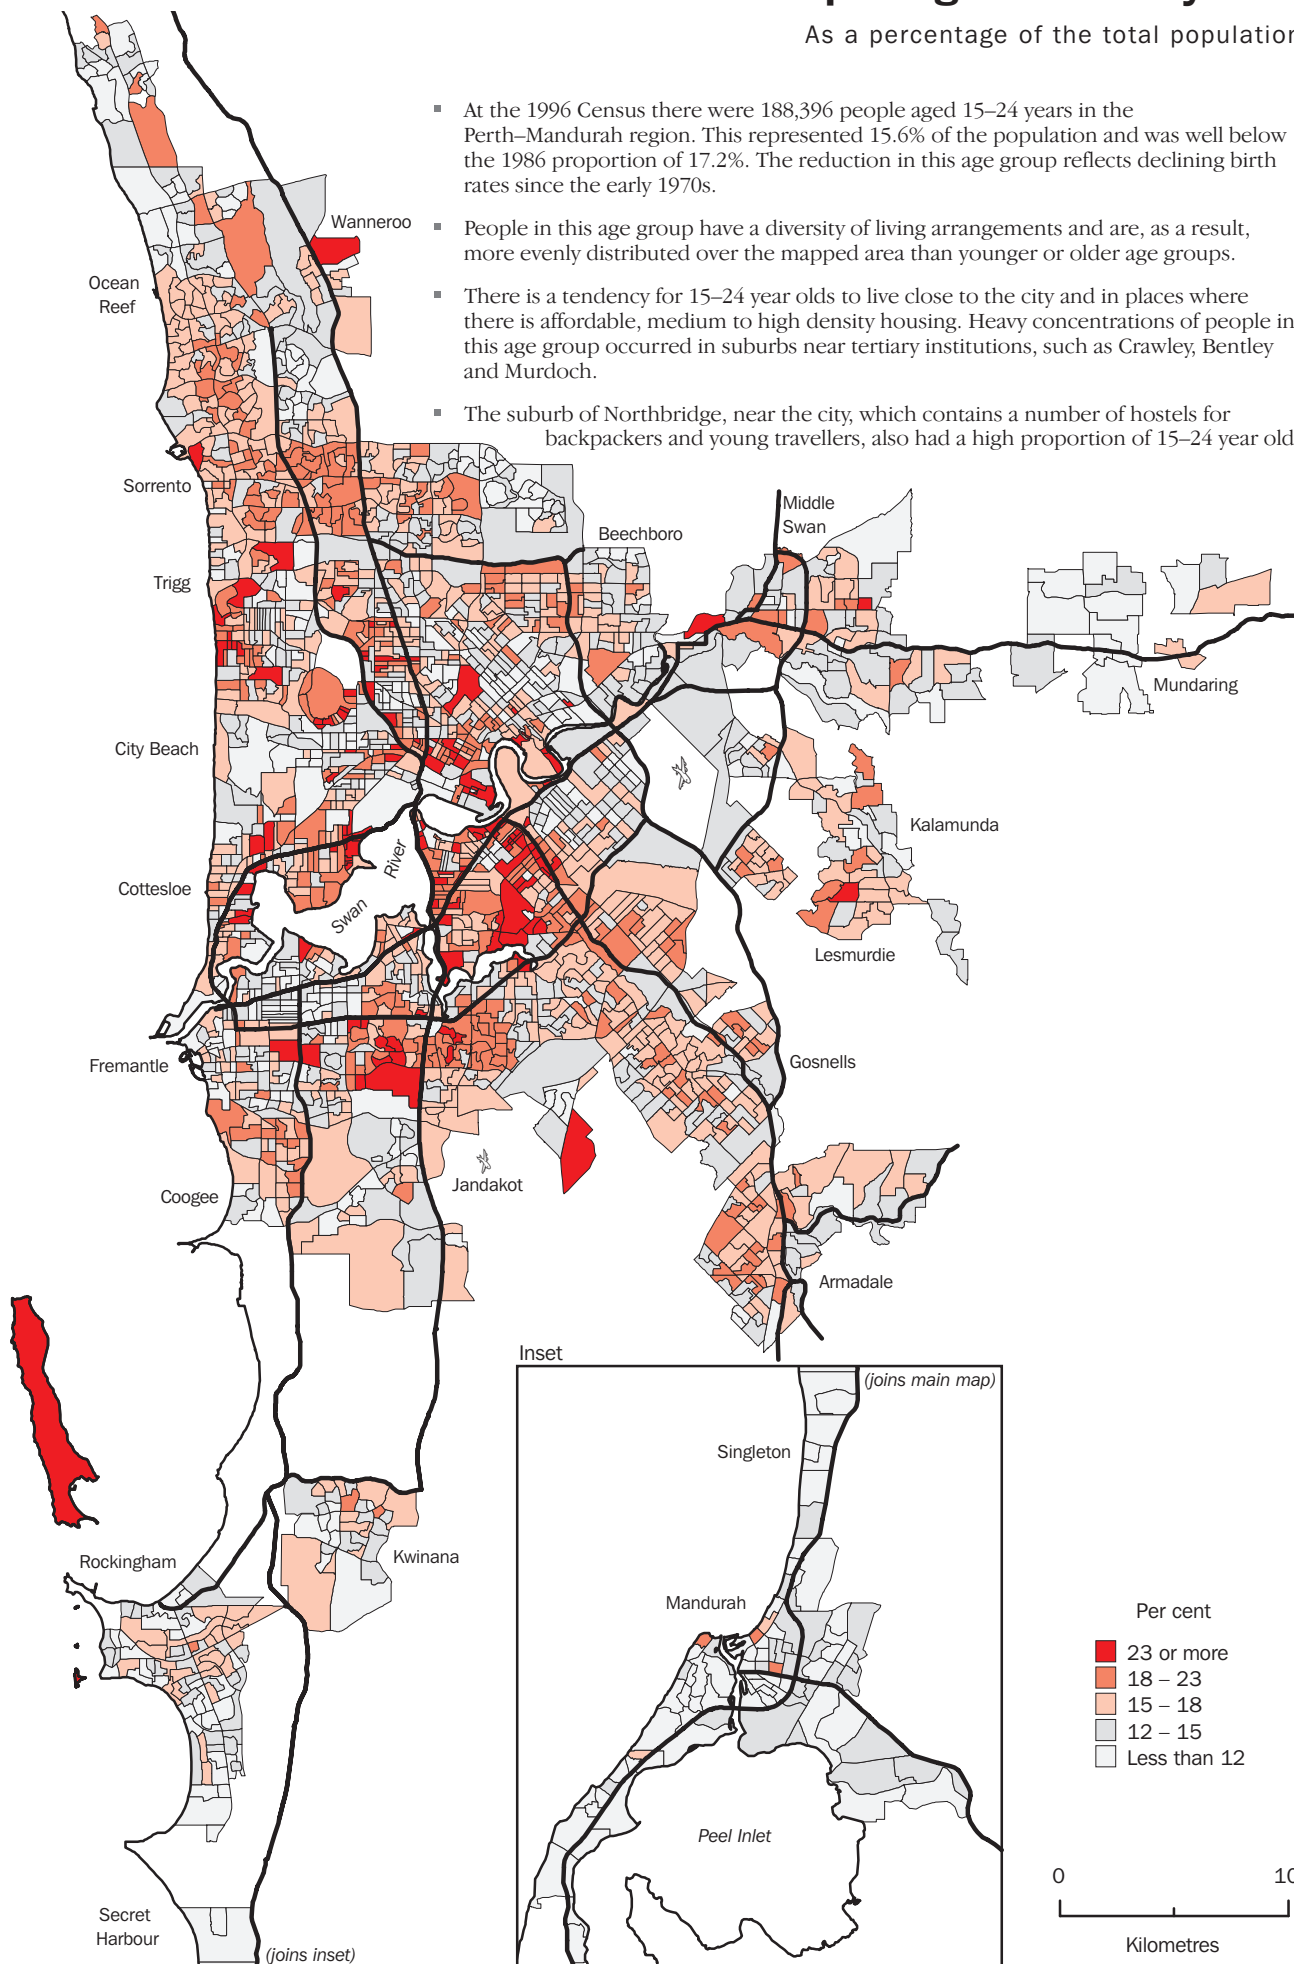 As a percentage of the total population
▪ At the 1996 Census there were 188,396 people aged 15–24 years in the
Perth–Mandurah region. This represented 15.6% of the population and was well below
the 1986 proportion of 17.2%. The reduction in this age group reflects declining birth
rates since the early 1970s.
▪ People in this age group have a diversity of living arrangements and are, as a result,
more evenly distributed over the mapped area than younger or older age groups.
▪ There is a tendency for 15–24 year olds to live close to the city and in places where
there is affordable, medium to high density housing. Heavy concentrations of people in
this age group occurred in suburbs near tertiary institutions, such as Crawley, Bentley
and Murdoch.
▪ The suburb of Northbridge, near the city, which contains a number of hostels for
backpackers and young travellers, also had a high proportion of 15–24 year old
Wanneroo
Ocean
Reef
Sorrento
Middle
Swan
Beechboro
Trigg
Mundaring
City Beach
Kalamunda
River
Cottesloe
Swan
Lesmurdie
Fremantle
Gosnells
Jandakot
Coogee
Armadale
Inset
(joins main map)
Singleton
Rockingham
Kwinana
Mandurah
Per cent
23 or more
18 – 23
15 – 18
12 – 15
Less than 12
Peel Inlet
0 10
Secret
Harbour
Kilometres
(joins inset)